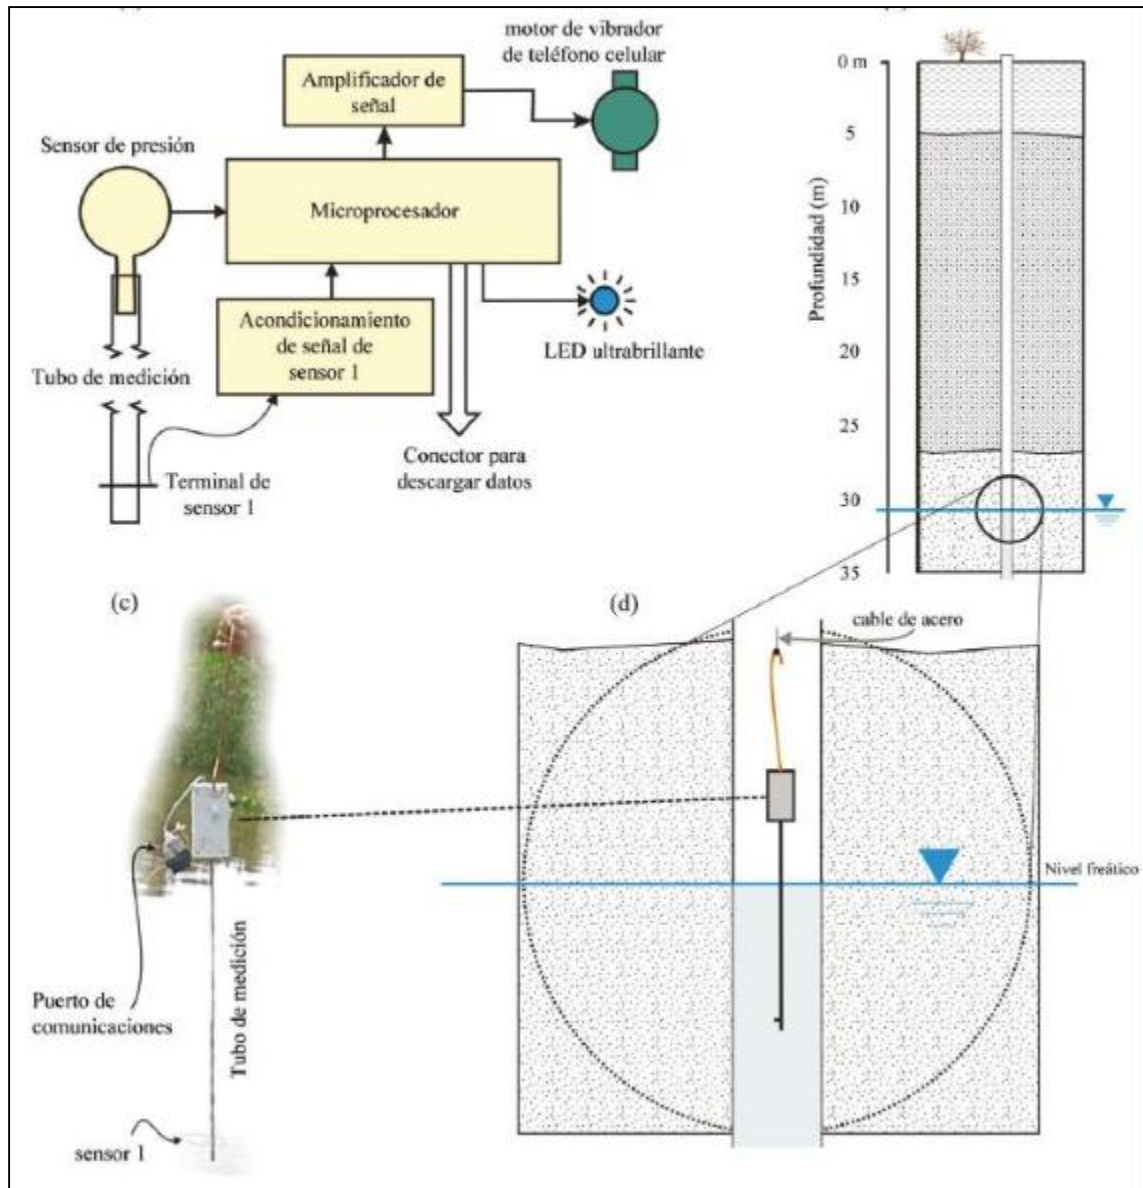 motor de vibrador
de teléfono celular
Amplificador de
señal
Sensor de presión
Microprocesador
Acondicionamiento
de señal de
sensor 1
LED ultrabrillante
Tubo de medición
Terminal de
sensor 1
Conector para
descargar datos
0 m
5
10
15
20
25
30
35
Profundidad (m)
(c)
Puerto de
comunicaciones
Tubo de medición
sensor 1
(d)
cable de acero
Nivel freático